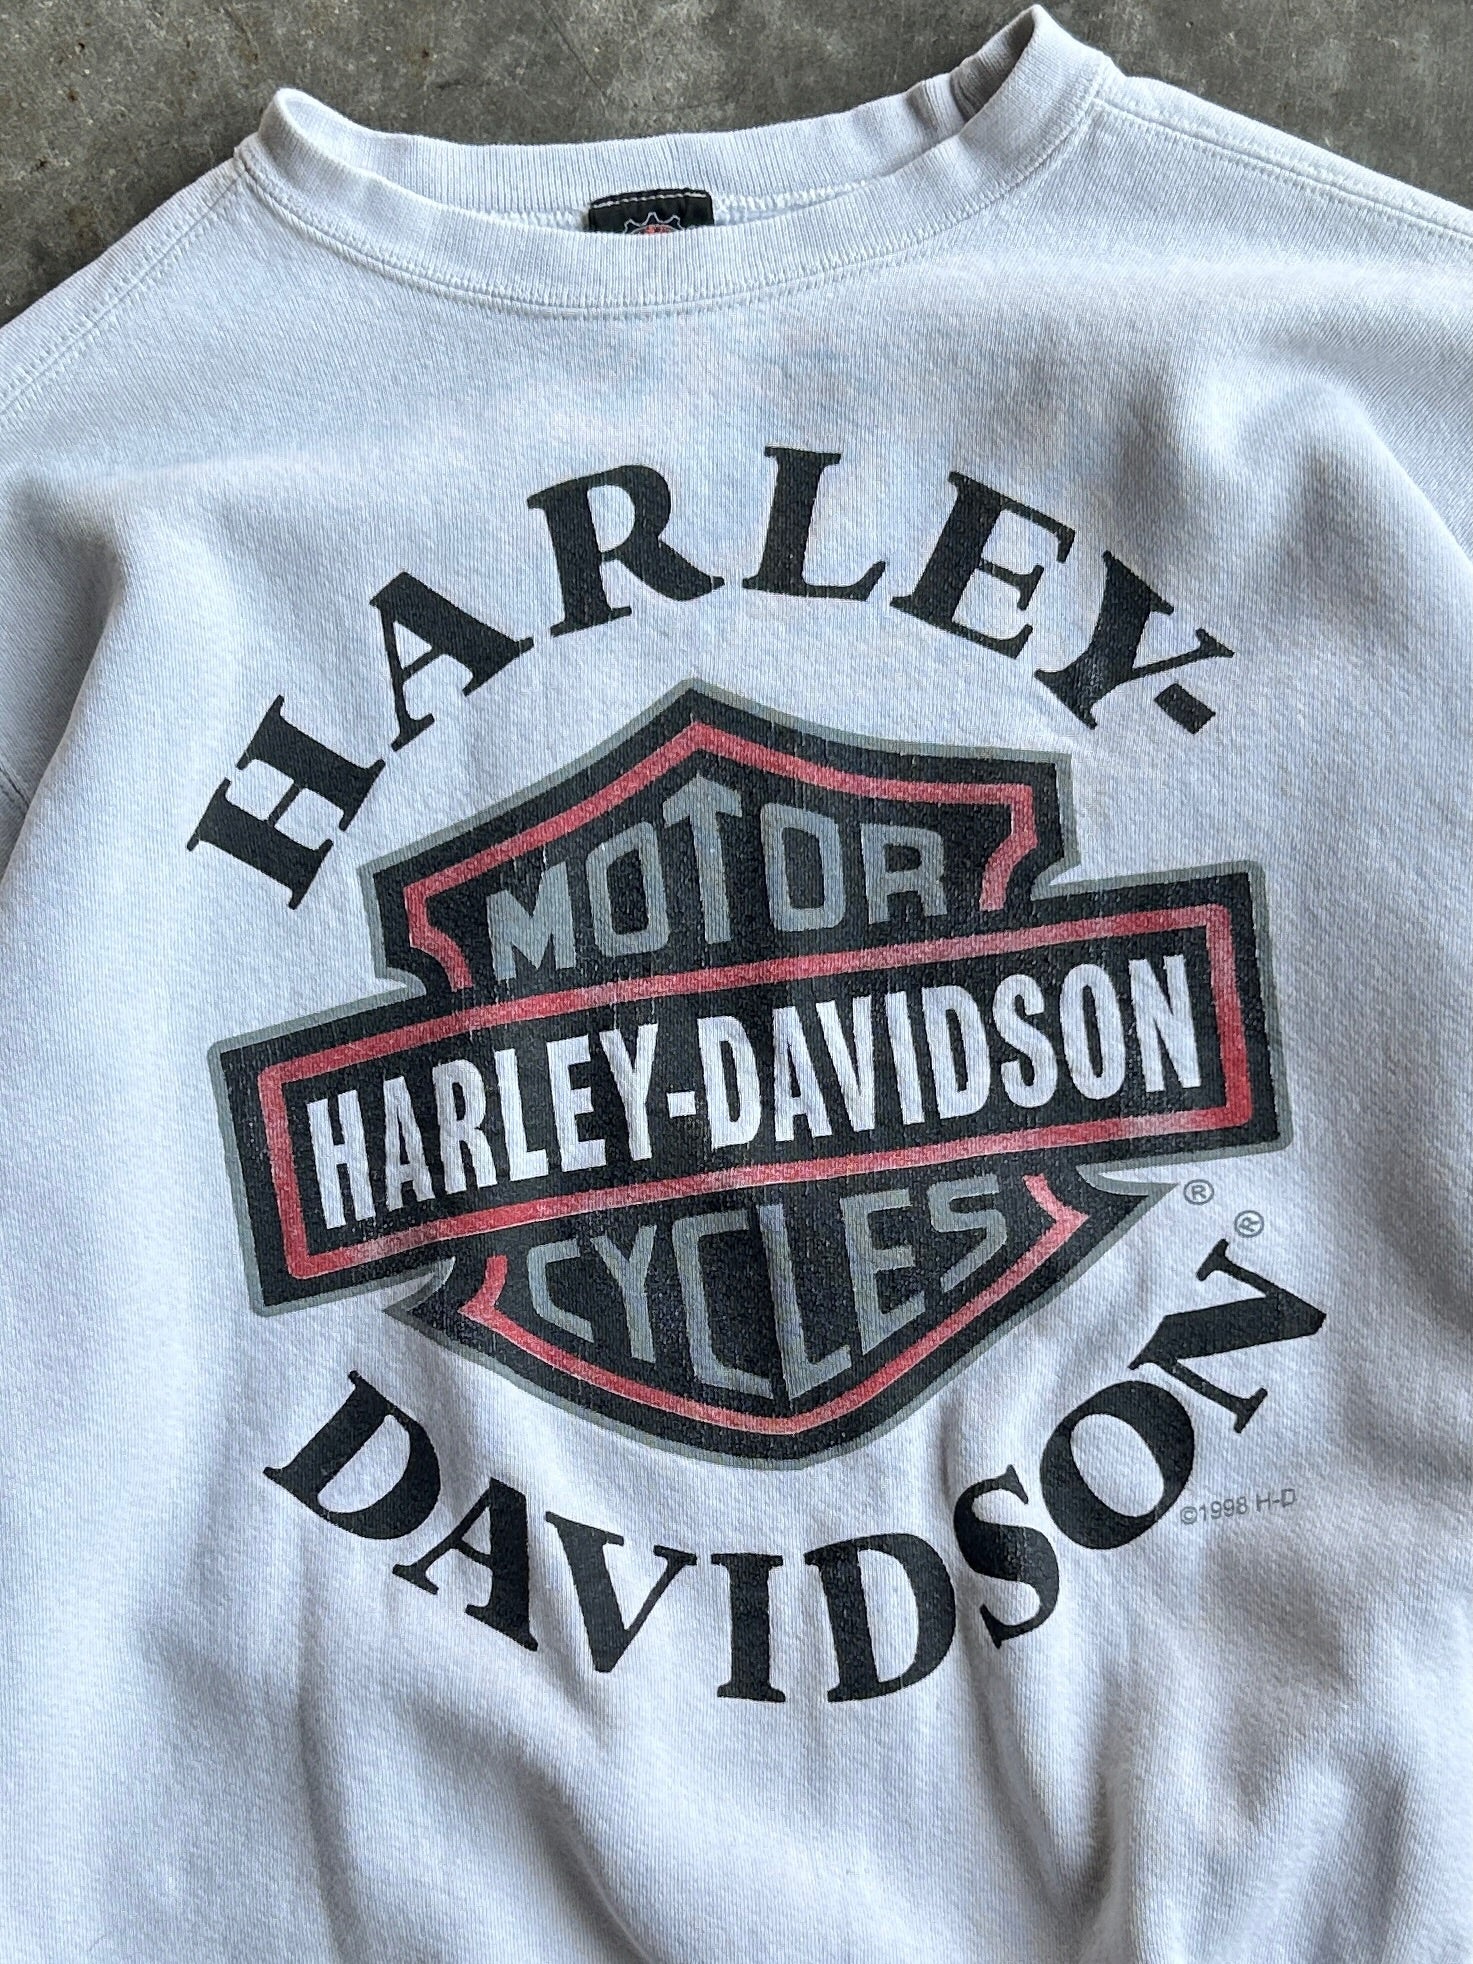 HARLEY-
MOTOR
HARLEY-DAVIDSON
CYCLES
®
®
DAVIDSON
©1998 H-D